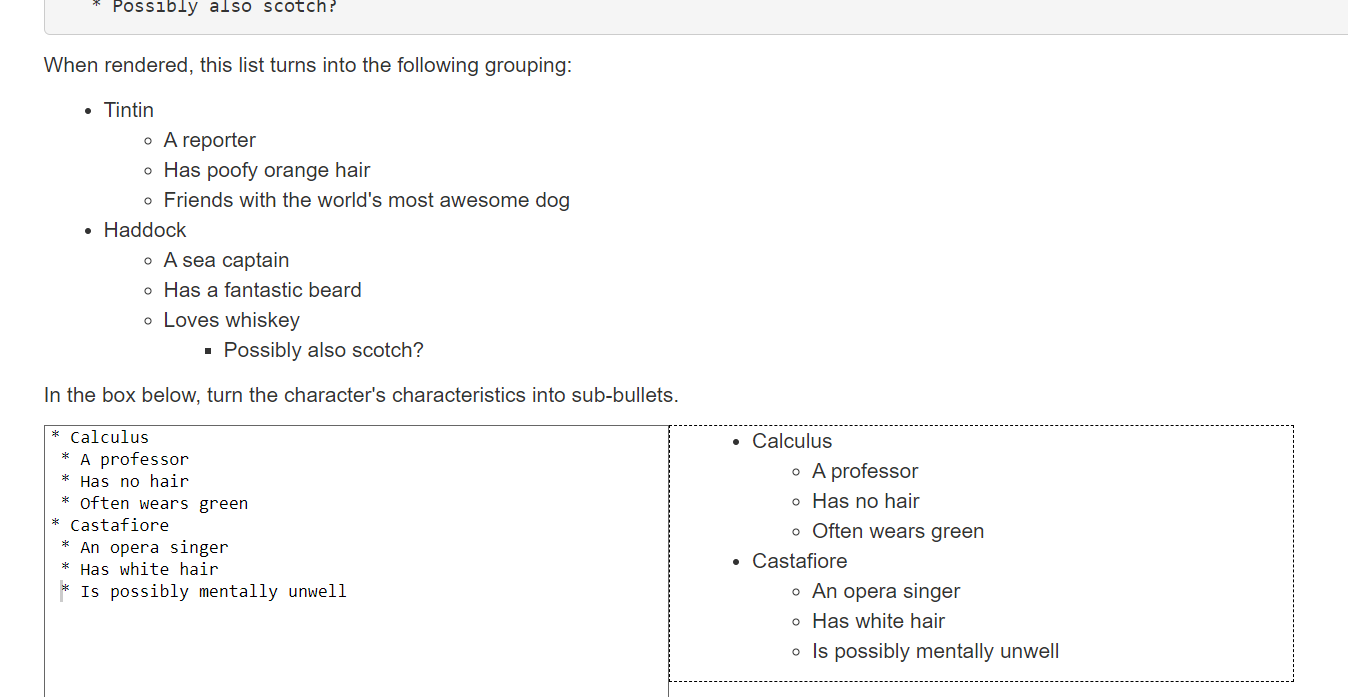 * Possibly also scotch?
When rendered, this list turns into the following grouping:
• Tintin
◦ A reporter
◦ Has poofy orange hair
◦ Friends with the world's most awesome dog
• Haddock
◦ A sea captain
◦ Has a fantastic beard
◦ Loves whiskey
▪ Possibly also scotch?
In the box below, turn the character's characteristics into sub-bullets.
* Calculus
 * A professor
 * Has no hair
 * Often wears green
* Castafiore
 * An opera singer
 * Has white hair
 * Is possibly mentally unwell
• Calculus
◦ A professor
◦ Has no hair
◦ Often wears green
• Castafiore
◦ An opera singer
◦ Has white hair
◦ Is possibly mentally unwell